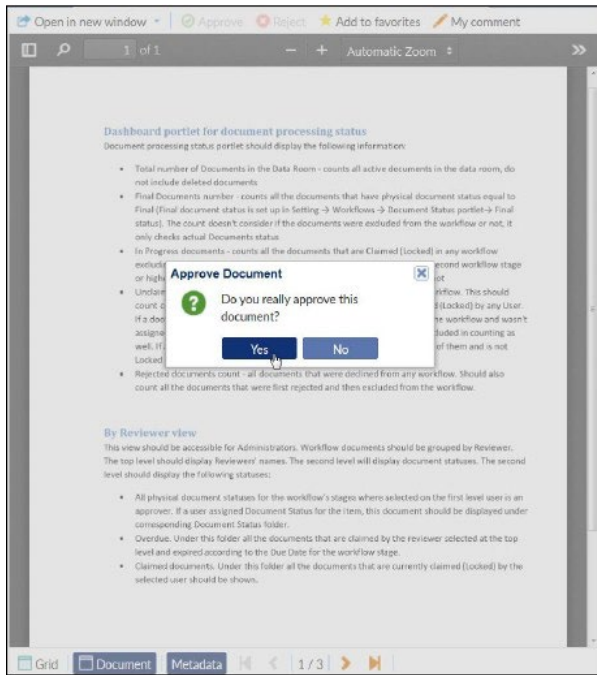 Open in new window Approve Reject Add to favorites My comment
1 of 1 Automatic Zoom
Dashboard portlet for document processing status
Document processing status portlet should display the following information:
Total number of Documents in the Data Room - counts all active documents in the data room, do
not include deleted documents
Final Documents number - counts all the documents that have physical document status equal to
Final (Final document status is set up in Setting → Workflows → Document Status portlet→ Final
status). The count doesn't consider if the documents were excluded from the workflow or not, it
only checks actual Documents status
In Progress documents - counts all the documents that are Claimed (Locked) in any workflow
excludi econd workflow stage
or highe ot
Unclaim rkflow. This should
count o d (Locked) by any User.
If a doc he workflow and wasn't
assigne luded in counting as
well. If of them and is not
Locked
Approve Document
Do you really approve this
document?
Yes No
Rejected documents count - all documents that were declined from any workflow. Should also
count all the documents that were first rejected and then excluded from the workflow.
By Reviewer view
This view should be accessible for Administrators. Workflow documents should be grouped by Reviewer.
The top level should display Reviewers' names. The second level will display document statuses. The second
level should display the following statuses:
All physical document statuses for the workflow's stages where selected on the first level user is an
approver. If a user assigned Document Status for the item, this document should be displayed under
corresponding Document Status folder.
Overdue. Under this folder all the documents that are claimed by the reviewer selected at the top
level and expired according to the Due Date for the workflow stage.
Claimed documents. Under this folder all the documents that are currently claimed (Locked) by the
selected user should be shown.
Grid Document Metadata 1 / 3